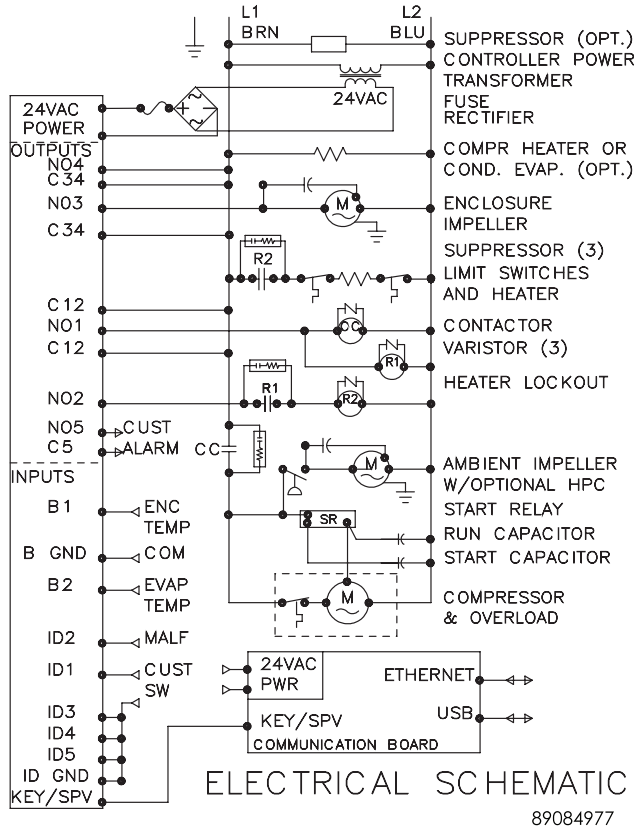 L1
L2
BRN
BLU
SUPPRESSOR (OPT.)
CONTROLLER POWER
TRANSFORMER
24VAC
FUSE
RECTIFIER
24VAC
POWER
OUTPUTS
COMPR HEATER OR
COND. EVAP. (OPT.)
NO4
C34
NO3
M
ENCLOSURE
IMPELLER
C34
R2
SUPPRESSOR (3)
LIMIT SWITCHES
AND HEATER
C12
NO1
CC
CONTACTOR
C12
R1
VARISTOR (3)
HEATER LOCKOUT
NO2
R1
R2
NO5
CUST
C5
ALARM
CC
INPUTS
M
AMBIENT IMPELLER
W/OPTIONAL HPC
B1
ENC
TEMP
START RELAY
SR
RUN CAPACITOR
B GND
COM
START CAPACITOR
B2
EVAP
TEMP
M
COMPRESSOR
& OVERLOAD
ID2
MALF
ID1
CUST
SW
24VAC
PWR
ETHERNET
ID3
KEY/SPV
USB
ID4
COMMUNICATION BOARD
ID5
ID GND
KEY/SPV
ELECTRICAL SCHEMATIC
89084977